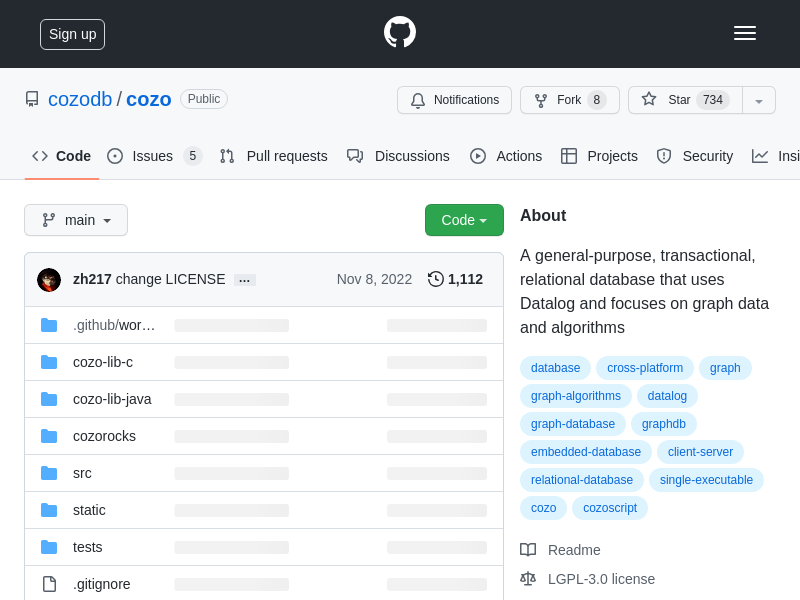 Sign up
cozodb / cozo Public
Notifications Fork 8 Star 734
Code Issues 5 Pull requests Discussions Actions Projects Security Insi
main Code
zh217 change LICENSE ... Nov 8, 2022 1,112
.github/wor…
cozo-lib-c
cozo-lib-java
cozorocks
src
static
tests
.gitignore
About
A general-purpose, transactional,
relational database that uses
Datalog and focuses on graph data
and algorithms
database cross-platform graph
graph-algorithms datalog
graph-database graphdb
embedded-database client-server
relational-database single-executable
cozo cozoscript
Readme
LGPL-3.0 license